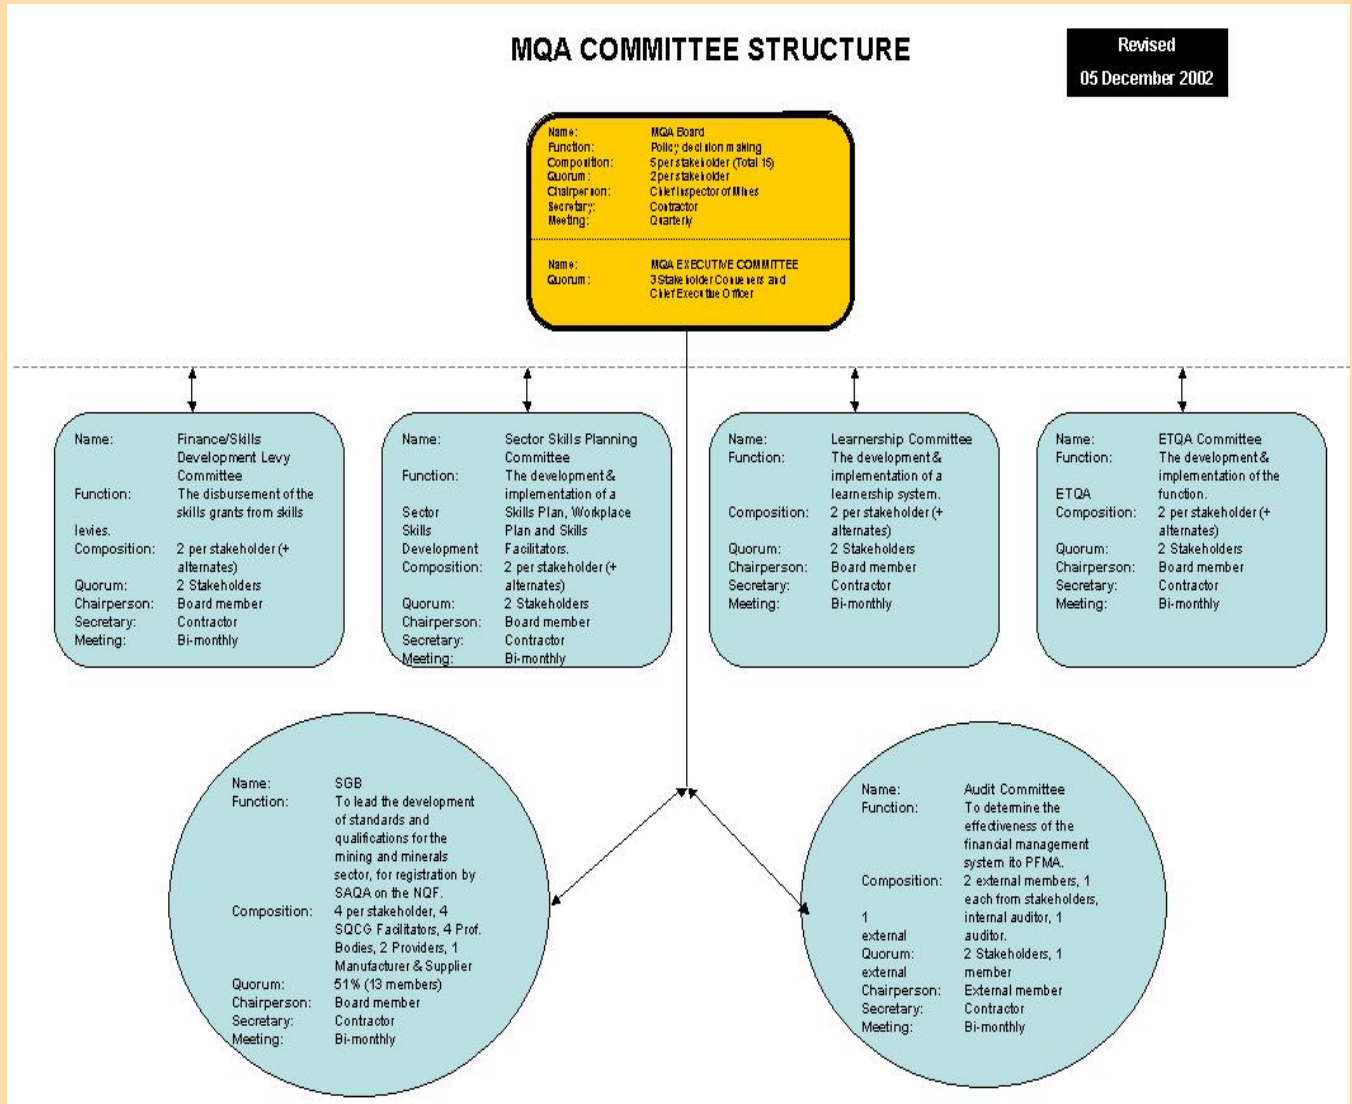 MQA COMMITTEE STRUCTURE
Revised
05 December 2002
Name: MQA Board
Function: Policy decision making
Composition: 5 per stakeholder (Total 15)
Quorum: 2 per stakeholder
Chairperson: Chief Inspector of Mines
Secretary: Contractor
Meeting: Quarterly
Name: MQA EXECUTIVE COMMITTEE
Quorum: 3 Stakeholder Conveners and
Chief Executive Officer
Name: Finance/Skills
Development Levy
Committee
Function: The disbursement of the
skills grants from skills
levies.
Composition: 2 per stakeholder (+
alternates)
Quorum: 2 Stakeholders
Chairperson: Board member
Secretary: Contractor
Meeting: Bi-monthly
Name: Sector Skills Planning
Committee
Function: The development &
implementation of a
Sector Skills Plan, Workplace
Skills Plan and Skills
Development Facilitators.
Composition: 2 per stakeholder (+
alternates)
Quorum: 2 Stakeholders
Chairperson: Board member
Secretary: Contractor
Meeting: Bi-monthly
Name: Learnership Committee
Function: The development &
implementation of a
learnership system.
Composition: 2 per stakeholder (+
alternates)
Quorum: 2 Stakeholders
Chairperson: Board member
Secretary: Contractor
Meeting: Bi-monthly
Name: ETQA Committee
Function: The development &
implementation of the
ETQA function.
Composition: 2 per stakeholder (+
alternates)
Quorum: 2 Stakeholders
Chairperson: Board member
Secretary: Contractor
Meeting: Bi-monthly
Name: SGB
Function: To lead the development
of standards and
qualifications for the
mining and minerals
sector, for registration by
SAQA on the NQF.
Composition: 4 per stakeholder, 4
SQCG Facilitators, 4 Prof.
Bodies, 2 Providers, 1
Manufacturer & Supplier
Quorum: 51% (13 members)
Chairperson: Board member
Secretary: Contractor
Meeting: Bi-monthly
Name: Audit Committee
Function: To determine the
effectiveness of the
financial management
system ito PFMA.
Composition: 2 external members, 1
each from stakeholders,
1 internal auditor, 1
external auditor.
Quorum: 2 Stakeholders, 1
external member
Chairperson: External member
Secretary: Contractor
Meeting: Bi-monthly